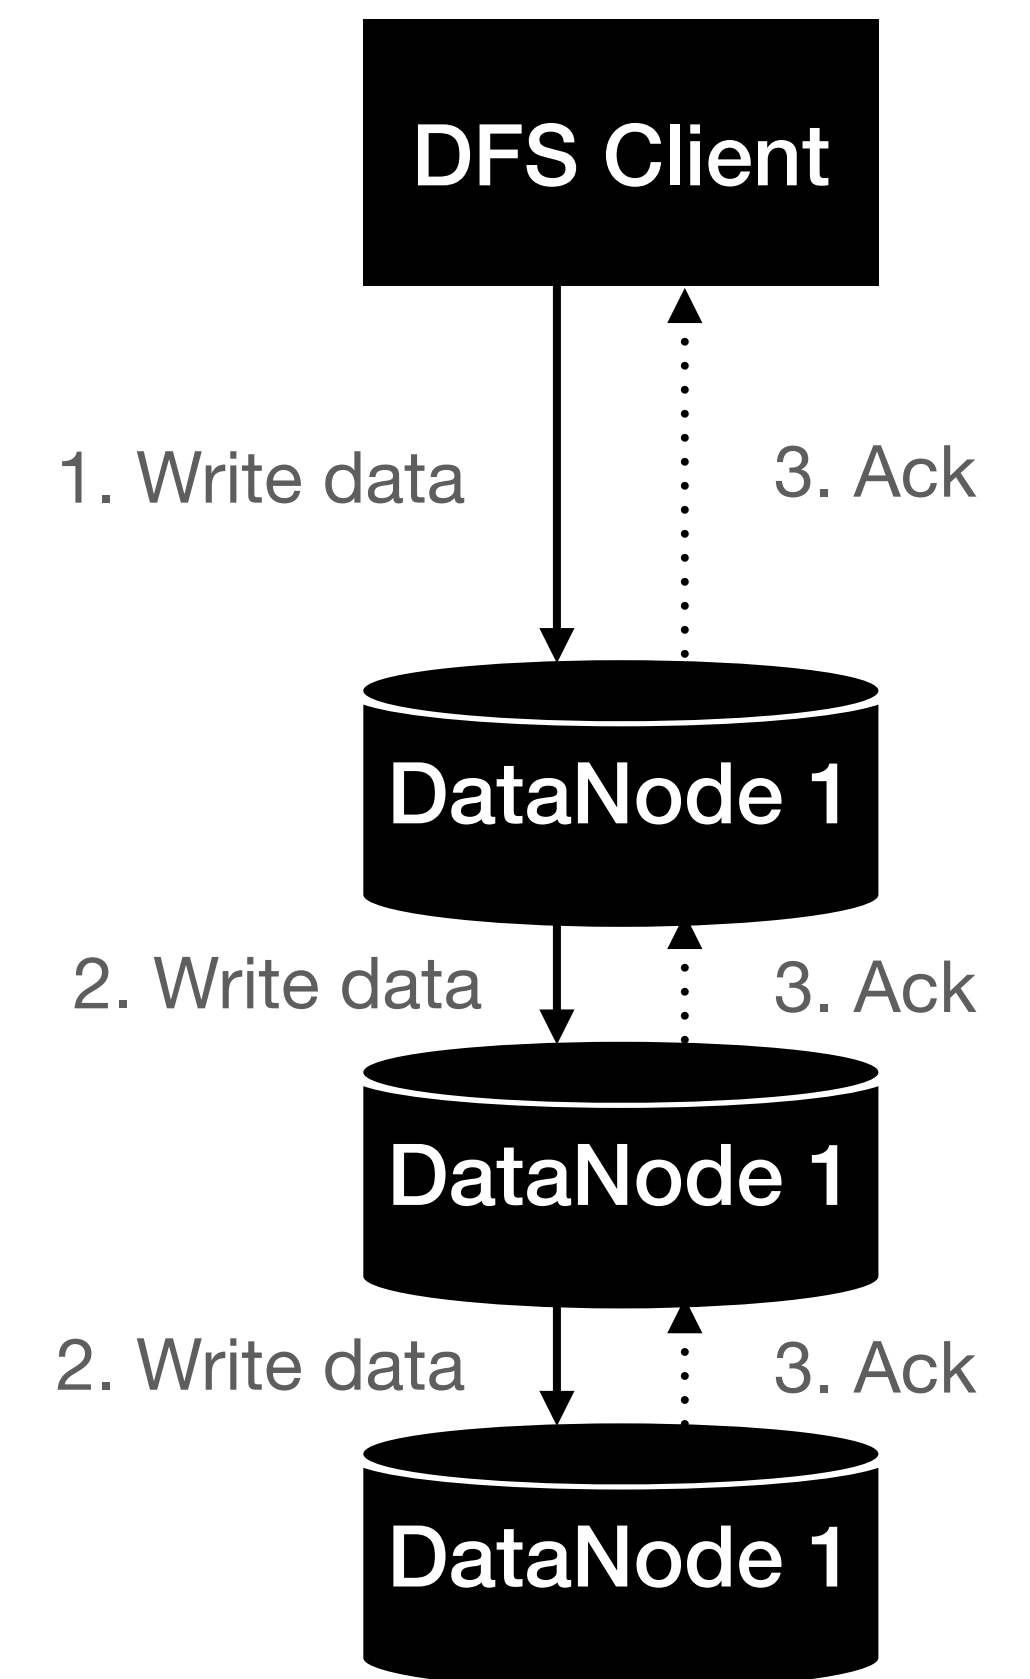 DFS Client
1. Write data
3. Ack
DataNode 1
2. Write data
3. Ack
DataNode 1
2. Write data
3. Ack
DataNode 1